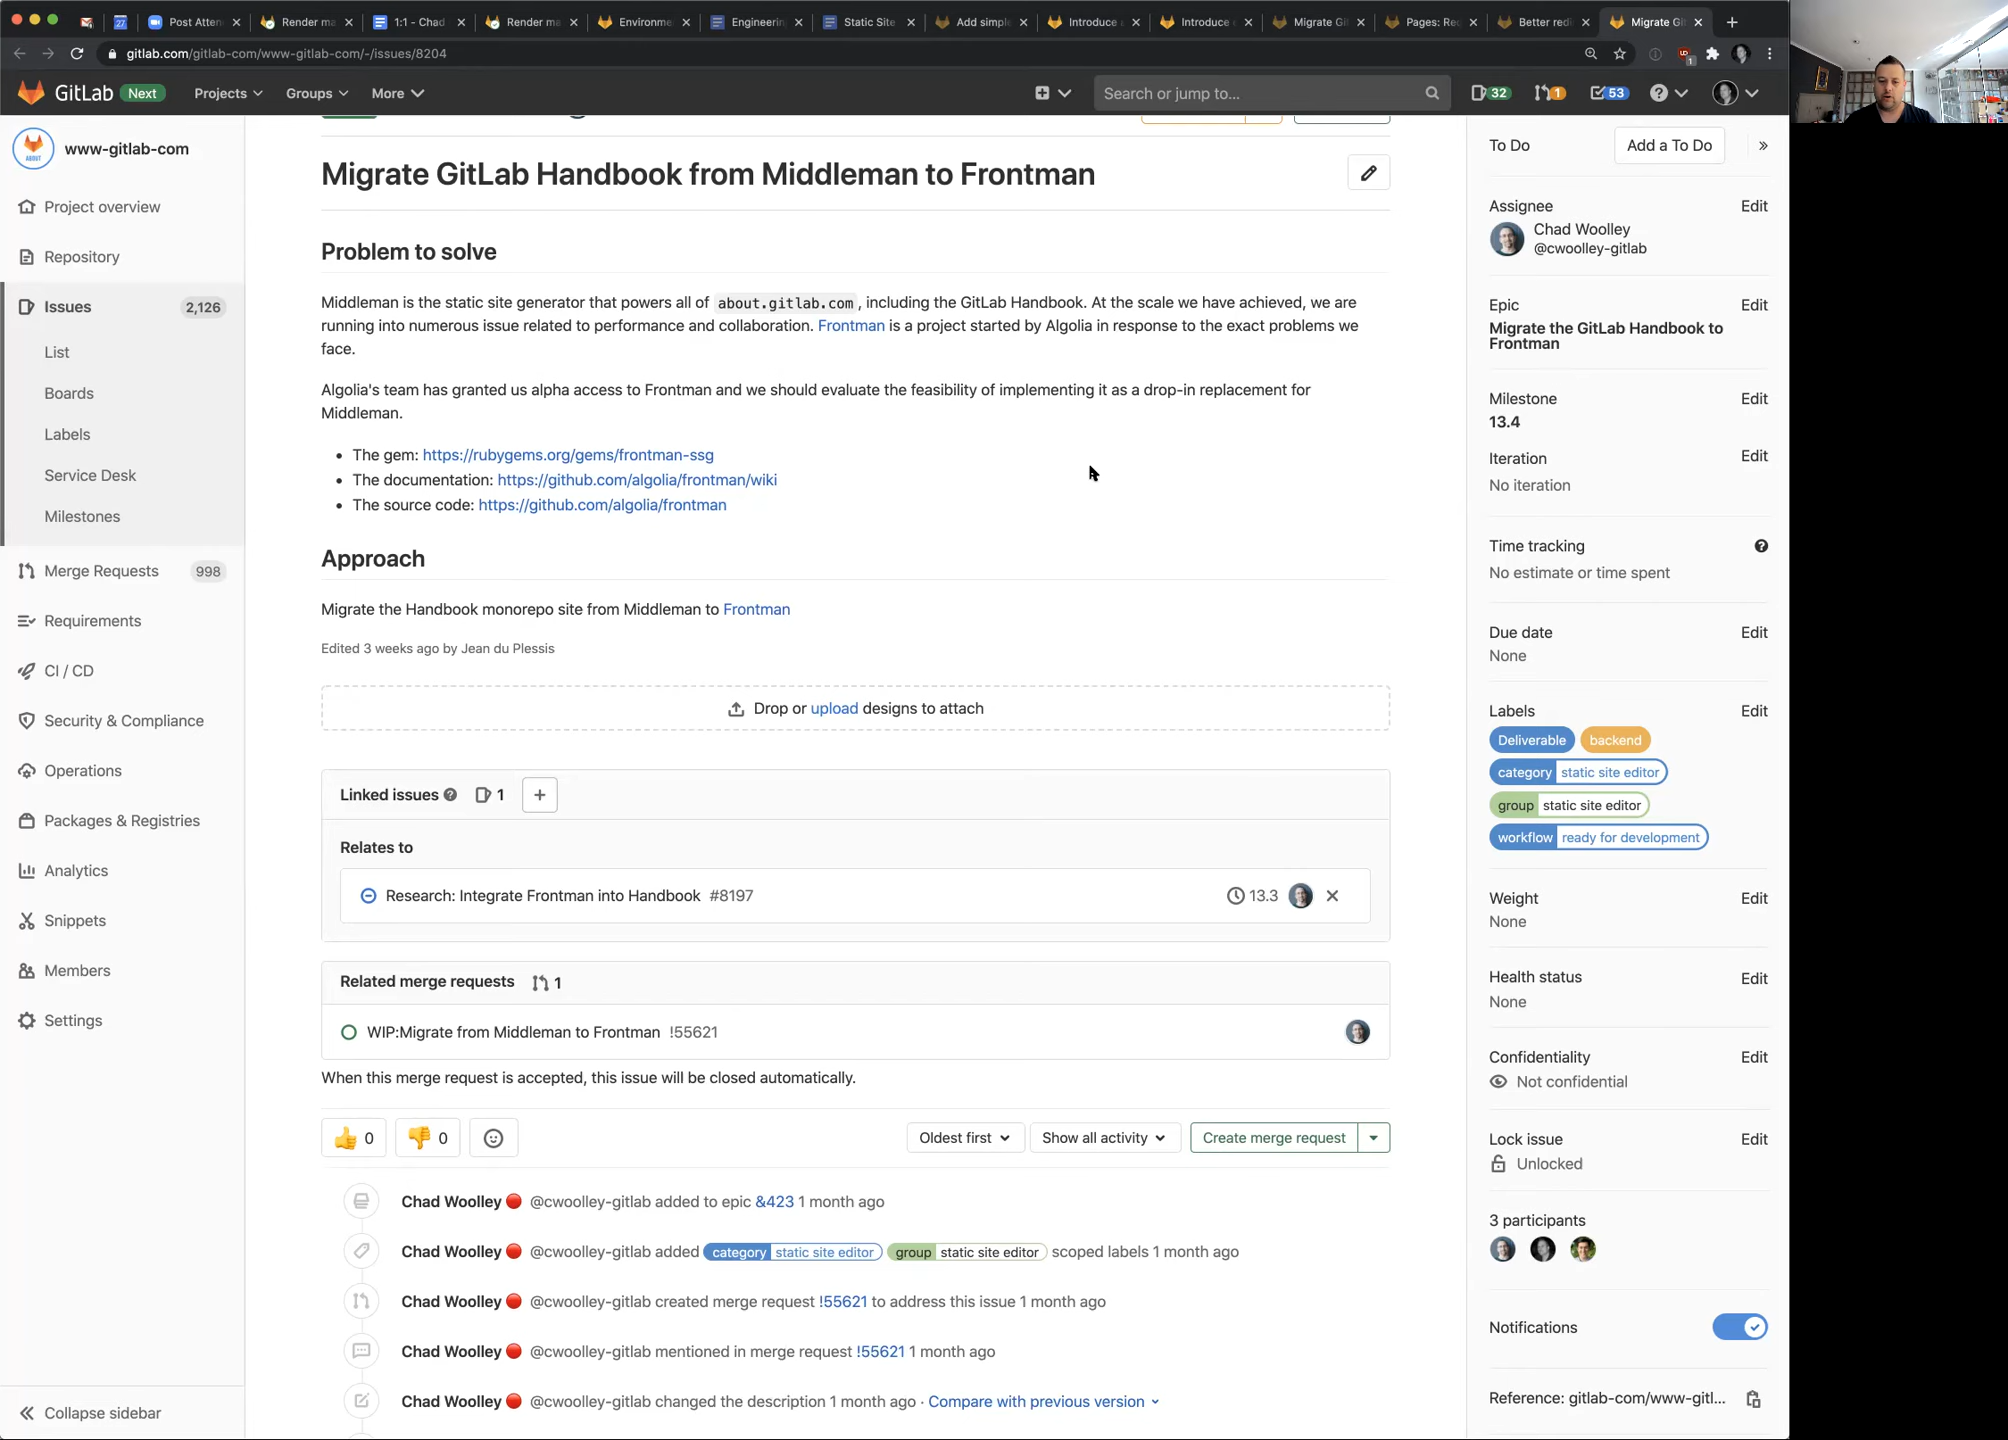 27 Post Atten Render ma 1:1 - Chad Render ma Environme Engineerin Static Site Add simple Introduce Introduce Migrate Git Pages: Re Better redi Migrate Git
gitlab.com/gitlab-com/www-gitlab-com/-/issues/8204
GitLab Next Projects Groups More Search or jump to... 32 1 53
ABOUT www-gitlab-com
Project overview
Repository
Issues 2,126
List
Boards
Labels
Service Desk
Milestones
Merge Requests 998
Requirements
CI / CD
Security & Compliance
Operations
Packages & Registries
Analytics
Snippets
Members
Settings
Collapse sidebar
Migrate GitLab Handbook from Middleman to Frontman
Problem to solve
Middleman is the static site generator that powers all of about.gitlab.com, including the GitLab Handbook. At the scale we have achieved, we are
running into numerous issue related to performance and collaboration. Frontman is a project started by Algolia in response to the exact problems we
face.
Algolia's team has granted us alpha access to Frontman and we should evaluate the feasibility of implementing it as a drop-in replacement for
Middleman.
• The gem: https://rubygems.org/gems/frontman-ssg
• The documentation: https://github.com/algolia/frontman/wiki
• The source code: https://github.com/algolia/frontman
Approach
Migrate the Handbook monorepo site from Middleman to Frontman
Edited 3 weeks ago by Jean du Plessis
Drop or upload designs to attach
Linked issues 1 +
Relates to
Research: Integrate Frontman into Handbook #8197 13.3
Related merge requests 1
WIP:Migrate from Middleman to Frontman !55621
When this merge request is accepted, this issue will be closed automatically.
👍 0 👎 0 Oldest first Show all activity Create merge request
Chad Woolley 🔴 @cwoolley-gitlab added to epic &423 1 month ago
Chad Woolley 🔴 @cwoolley-gitlab added category static site editor group static site editor scoped labels 1 month ago
Chad Woolley 🔴 @cwoolley-gitlab created merge request !55621 to address this issue 1 month ago
Chad Woolley 🔴 @cwoolley-gitlab mentioned in merge request !55621 1 month ago
Chad Woolley 🔴 @cwoolley-gitlab changed the description 1 month ago · Compare with previous version
To Do Add a To Do »
Assignee Edit
Chad Woolley
@cwoolley-gitlab
Epic Edit
Migrate the GitLab Handbook to
Frontman
Milestone Edit
13.4
Iteration Edit
No iteration
Time tracking
No estimate or time spent
Due date Edit
None
Labels Edit
Deliverable backend
category static site editor
group static site editor
workflow ready for development
Weight Edit
None
Health status Edit
None
Confidentiality Edit
Not confidential
Lock issue Edit
Unlocked
3 participants
Notifications
Reference: gitlab-com/www-gitl...